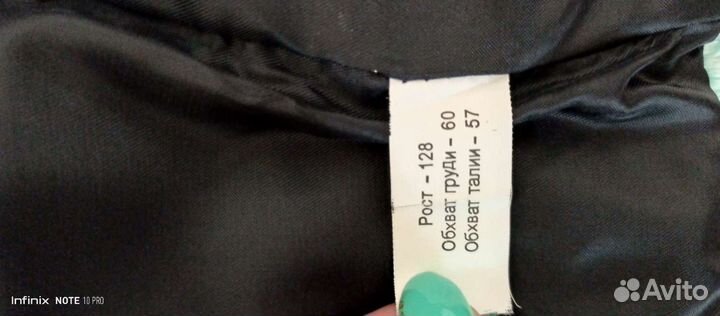 Рост - 128
Обхват груди - 60
Обхват талии - 57
Infinix NOTE 10 PRO
Avito